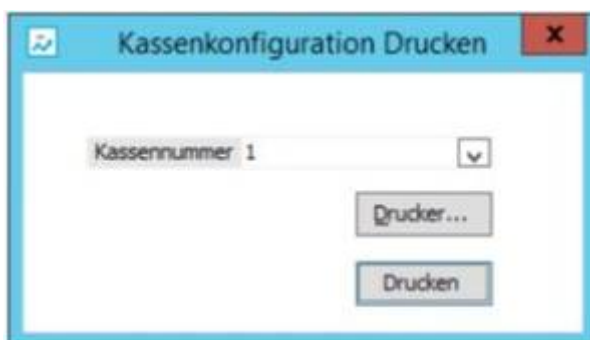 Kassenkonfiguration Drucken
x
Kassennummer 1
Drucker...
Drucken